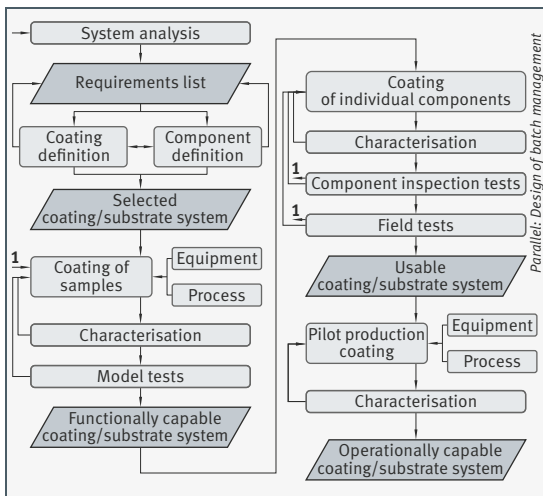 System analysis
Requirements list
Coating
definition
Component
definition
Selected
coating/substrate system
1
Coating of
samples
Equipment
Process
Characterisation
Model tests
Functionally capable
coating/substrate system
Coating
of individual components
Characterisation
1
Component inspection tests
1
Field tests
Usable
coating/substrate system
Pilot production
coating
Equipment
Process
Characterisation
Operationally capable
coating/substrate system
Parallel: Design of batch management